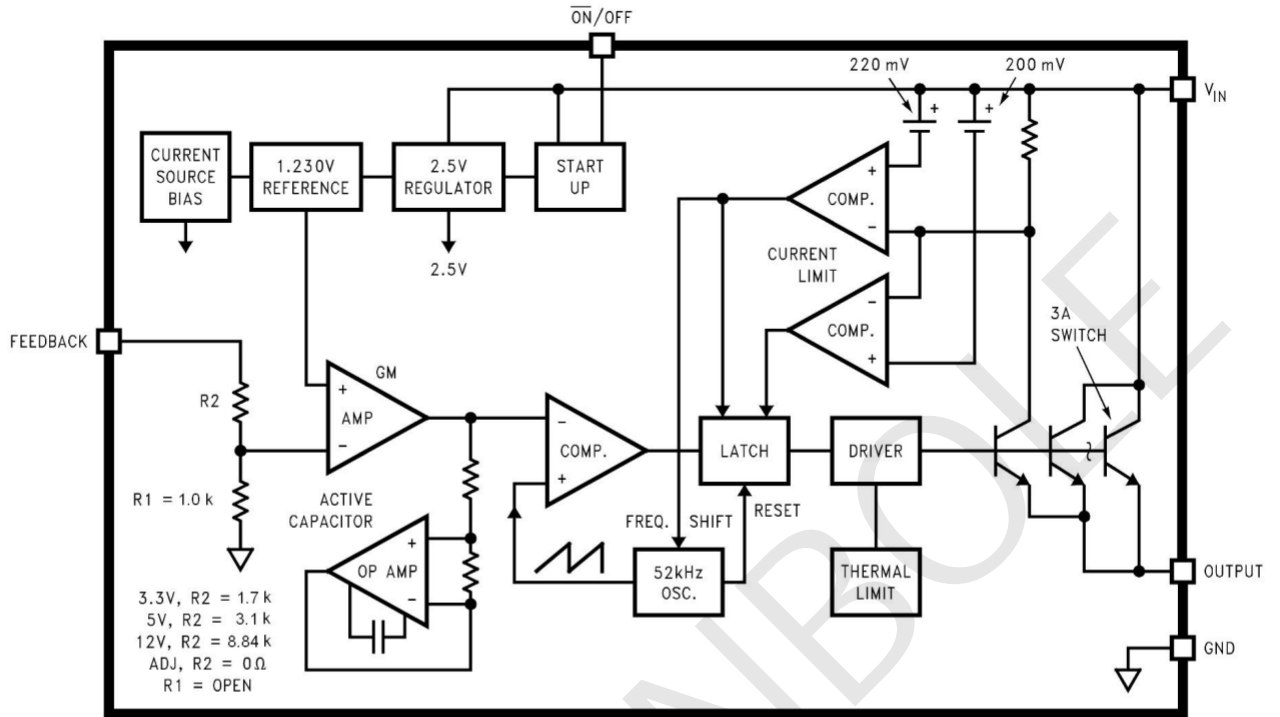 ON/OFF
220 mV
200 mV
VIN
CURRENT
SOURCE
BIAS
1.230V
REFERENCE
2.5V
REGULATOR
START
UP
+
+
+
COMP.
-
2.5V
CURRENT
LIMIT
-
COMP.
+
3A
SWITCH
FEEDBACK
R2
GM
+
AMP
-
-
COMP.
+
LATCH
DRIVER
R1 = 1.0 k
ACTIVE
CAPACITOR
FREQ. SHIFT
RESET
+
OP AMP
-
52kHz
OSC.
THERMAL
LIMIT
OUTPUT
3.3V, R2 = 1.7 k
5V, R2 = 3.1 k
12V, R2 = 8.84 k
ADJ, R2 = 0Ω
R1 = OPEN
GND
NBOLE